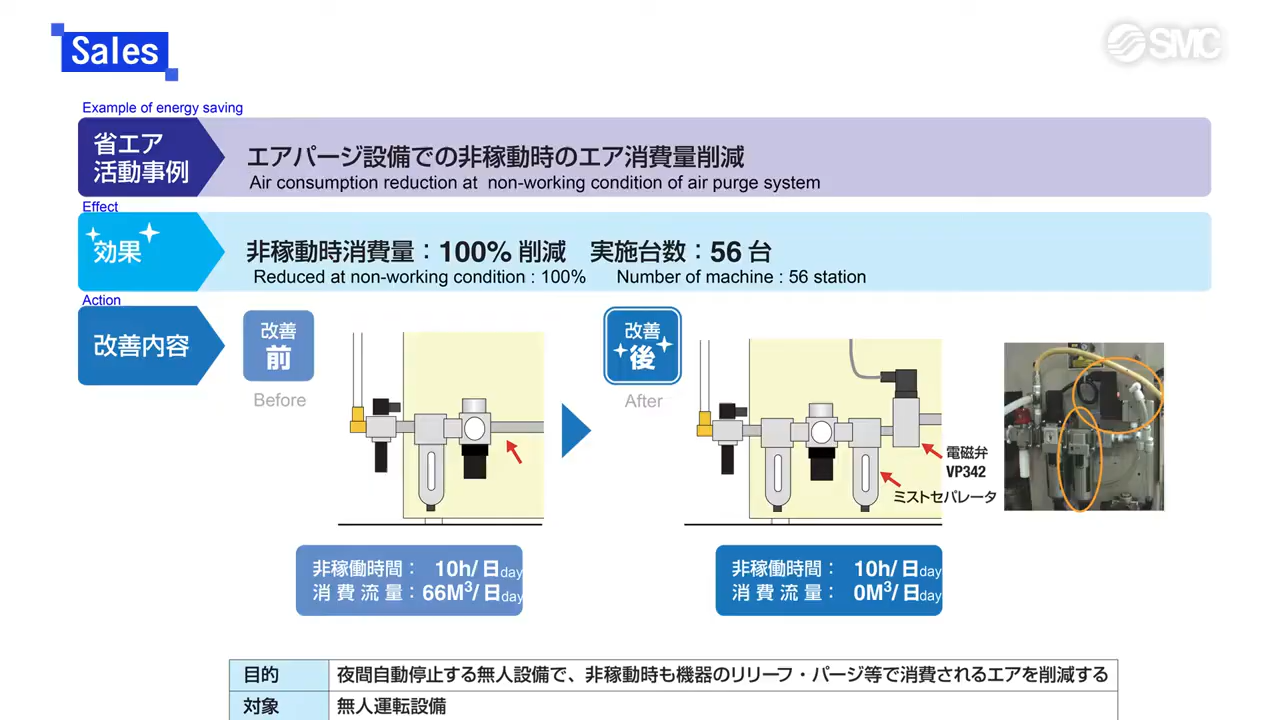 Sales
SMC
Example of energy saving
省エア
活動事例
エアパージ設備での非稼動時のエア消費量削減
Air consumption reduction at non-working condition of air purge system
Effect
効果
非稼動時消費量：100% 削減 実施台数：56 台
Reduced at non-working condition : 100% Number of machine : 56 station
Action
改善内容
改善
前
Before
改善
後
After
電磁弁
VP342
ミストセパレータ
非稼働時間： 10h/日day
消費流量：66M³/日day
非稼働時間： 10h/日day
消費流量： 0M³/日day
目的 夜間自動停止する無人設備で、非稼動時も機器のリリーフ・パージ等で消費されるエアを削減する
対象 無人運転設備